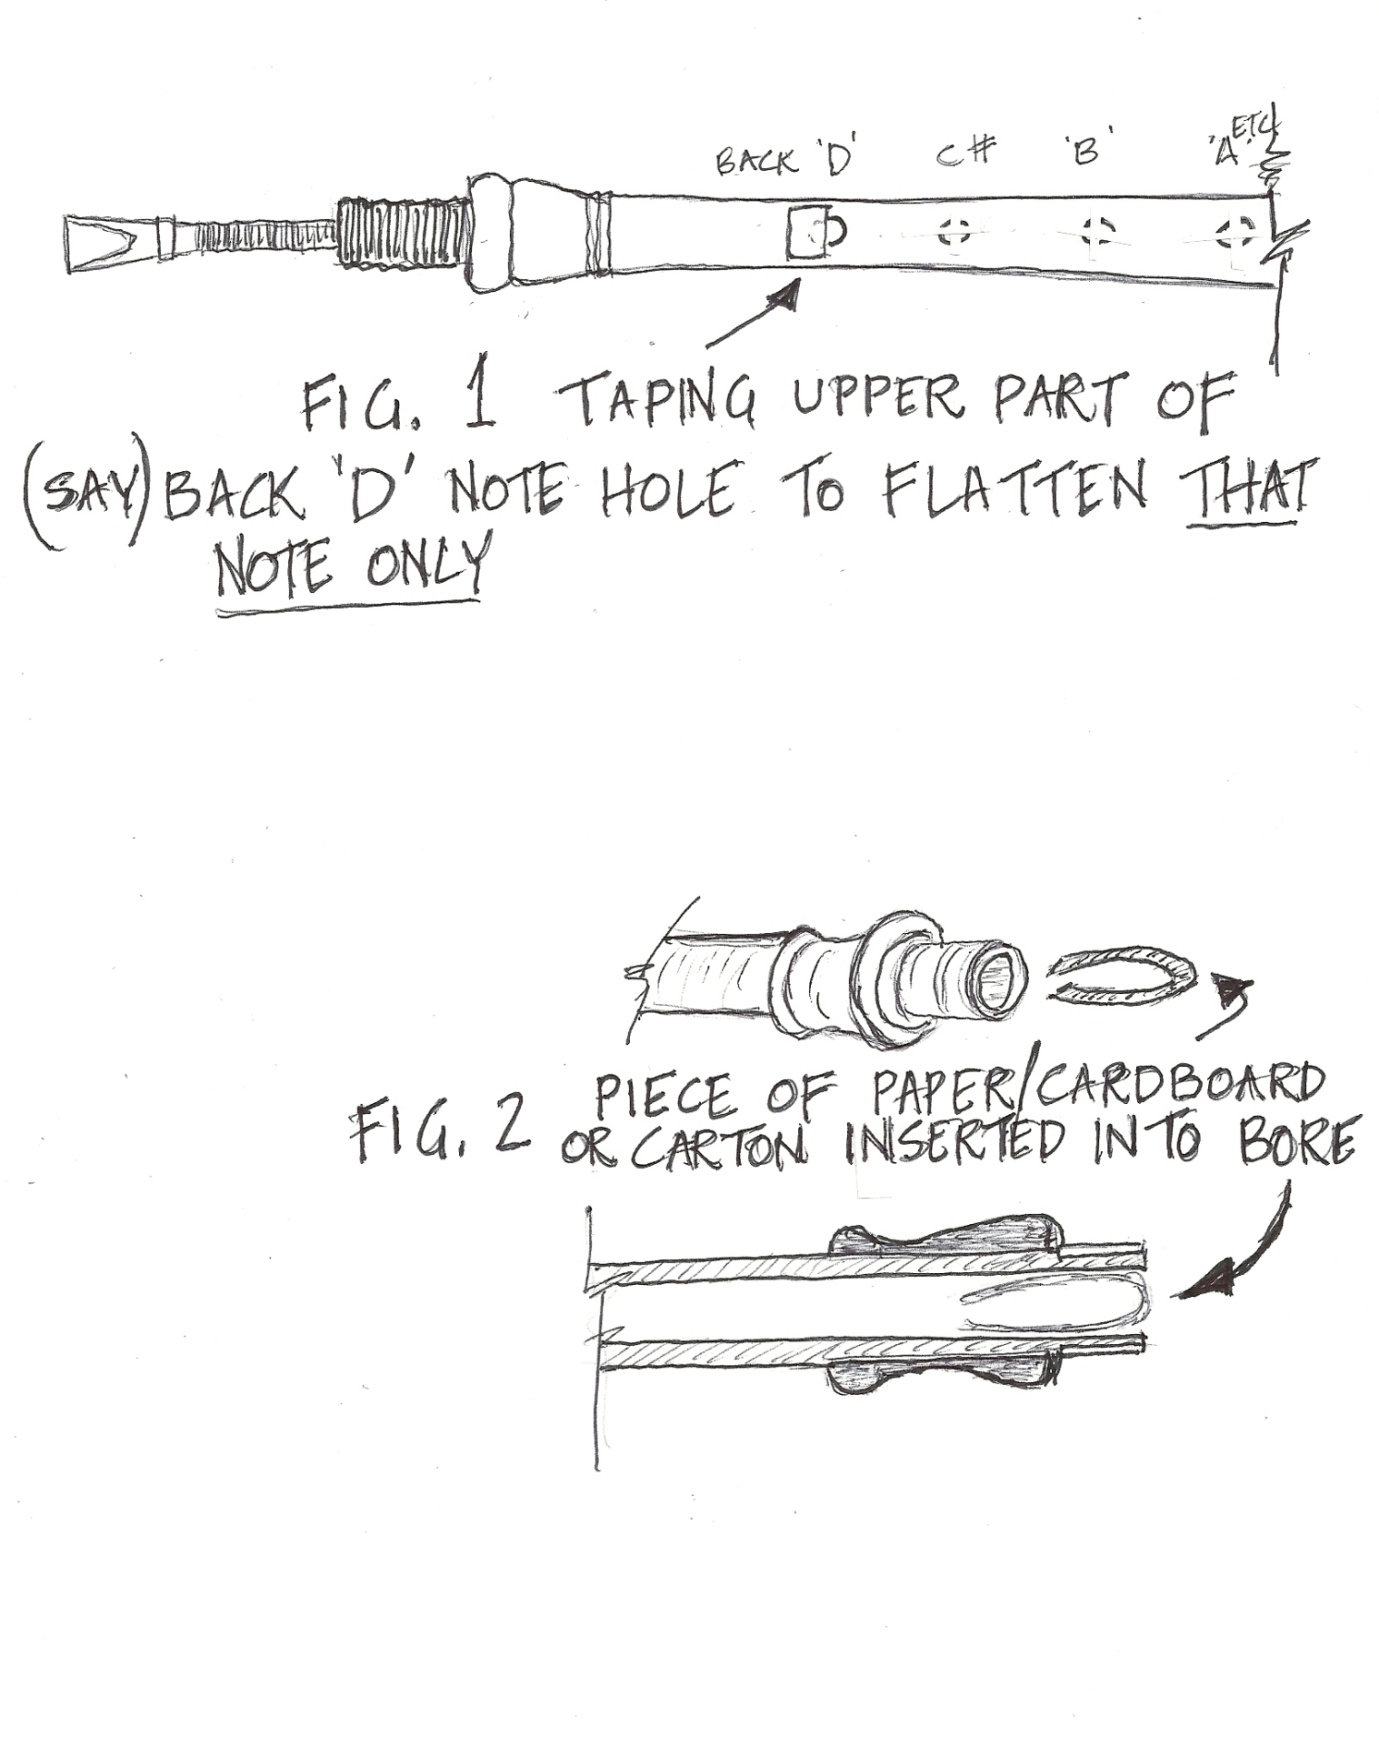 BACK 'D' C# 'B' 'A' ETC
FIG. 1 TAPING UPPER PART OF
(SAY) BACK 'D' NOTE HOLE TO FLATTEN THAT
NOTE ONLY
PIECE OF PAPER/CARDBOARD
FIG. 2 OR CARTON INSERTED INTO BORE